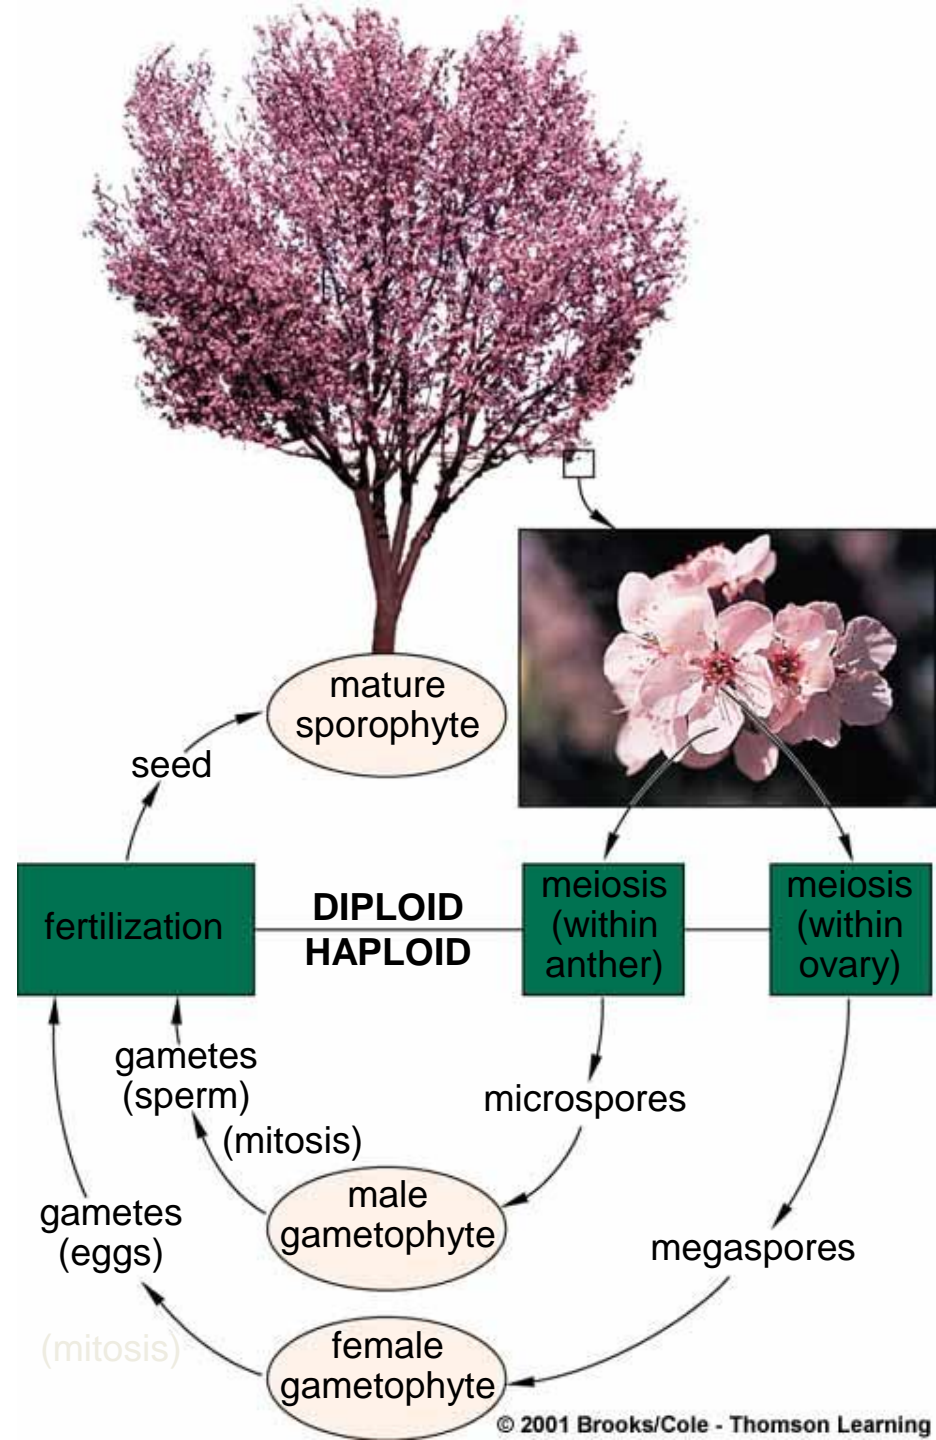 mature
sporophyte
seed
fertilization
DIPLOID
HAPLOID
meiosis
(within
anther)
meiosis
(within
ovary)
gametes
(sperm)
microspores
(mitosis)
male
gametophyte
gametes
(eggs)
megaspores
(mitosis)
female
gametophyte
© 2001 Brooks/Cole - Thomson Learning